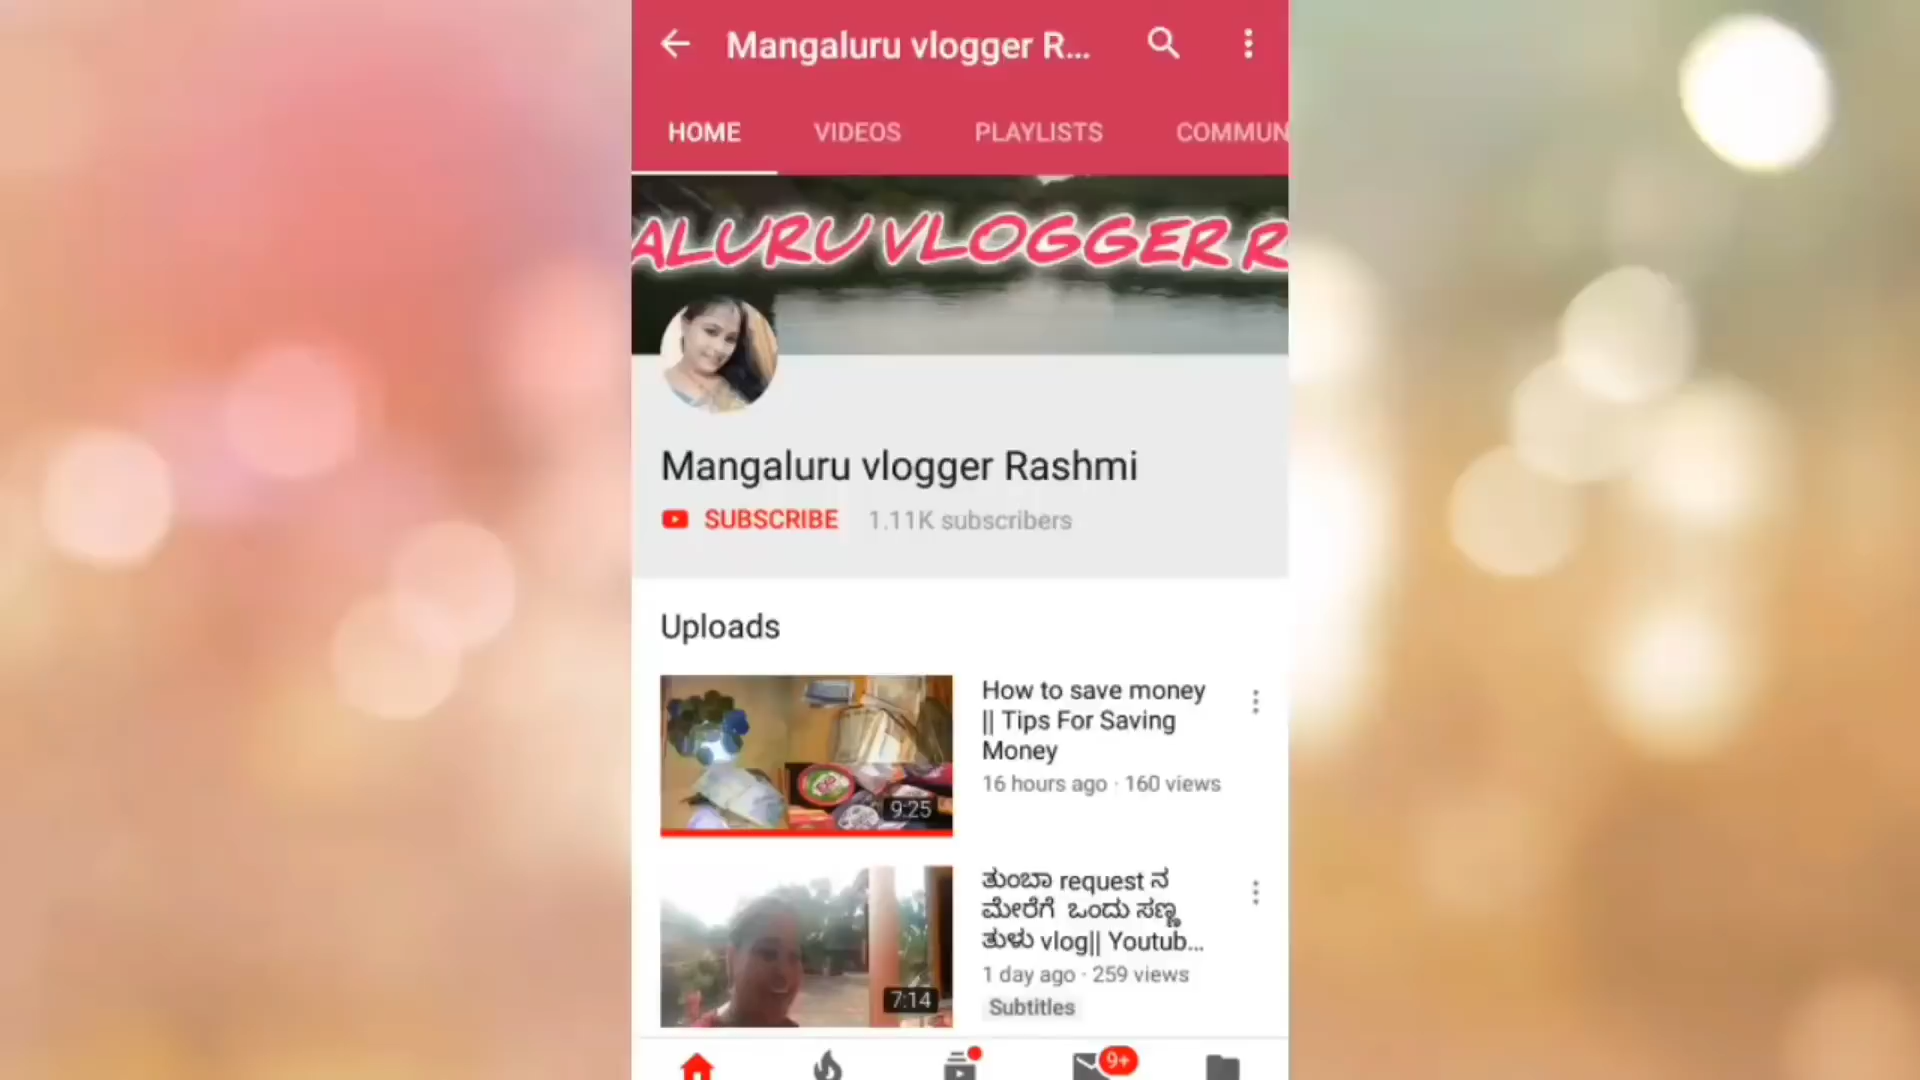 Mangaluru vlogger R...
HOME VIDEOS PLAYLISTS COMMUN
ALURU VLOGGER R
Mangaluru vlogger Rashmi
SUBSCRIBE 1.11K subscribers
Uploads
How to save money
|| Tips For Saving
Money
16 hours ago · 160 views
9:25
ತುಂಬಾ request ನ
ಮೇರೆಗೆ ಒಂದು ಸಣ್ಣ
ತುಳು vlog|| Youtub...
1 day ago · 259 views
7:14
Subtitles
9+